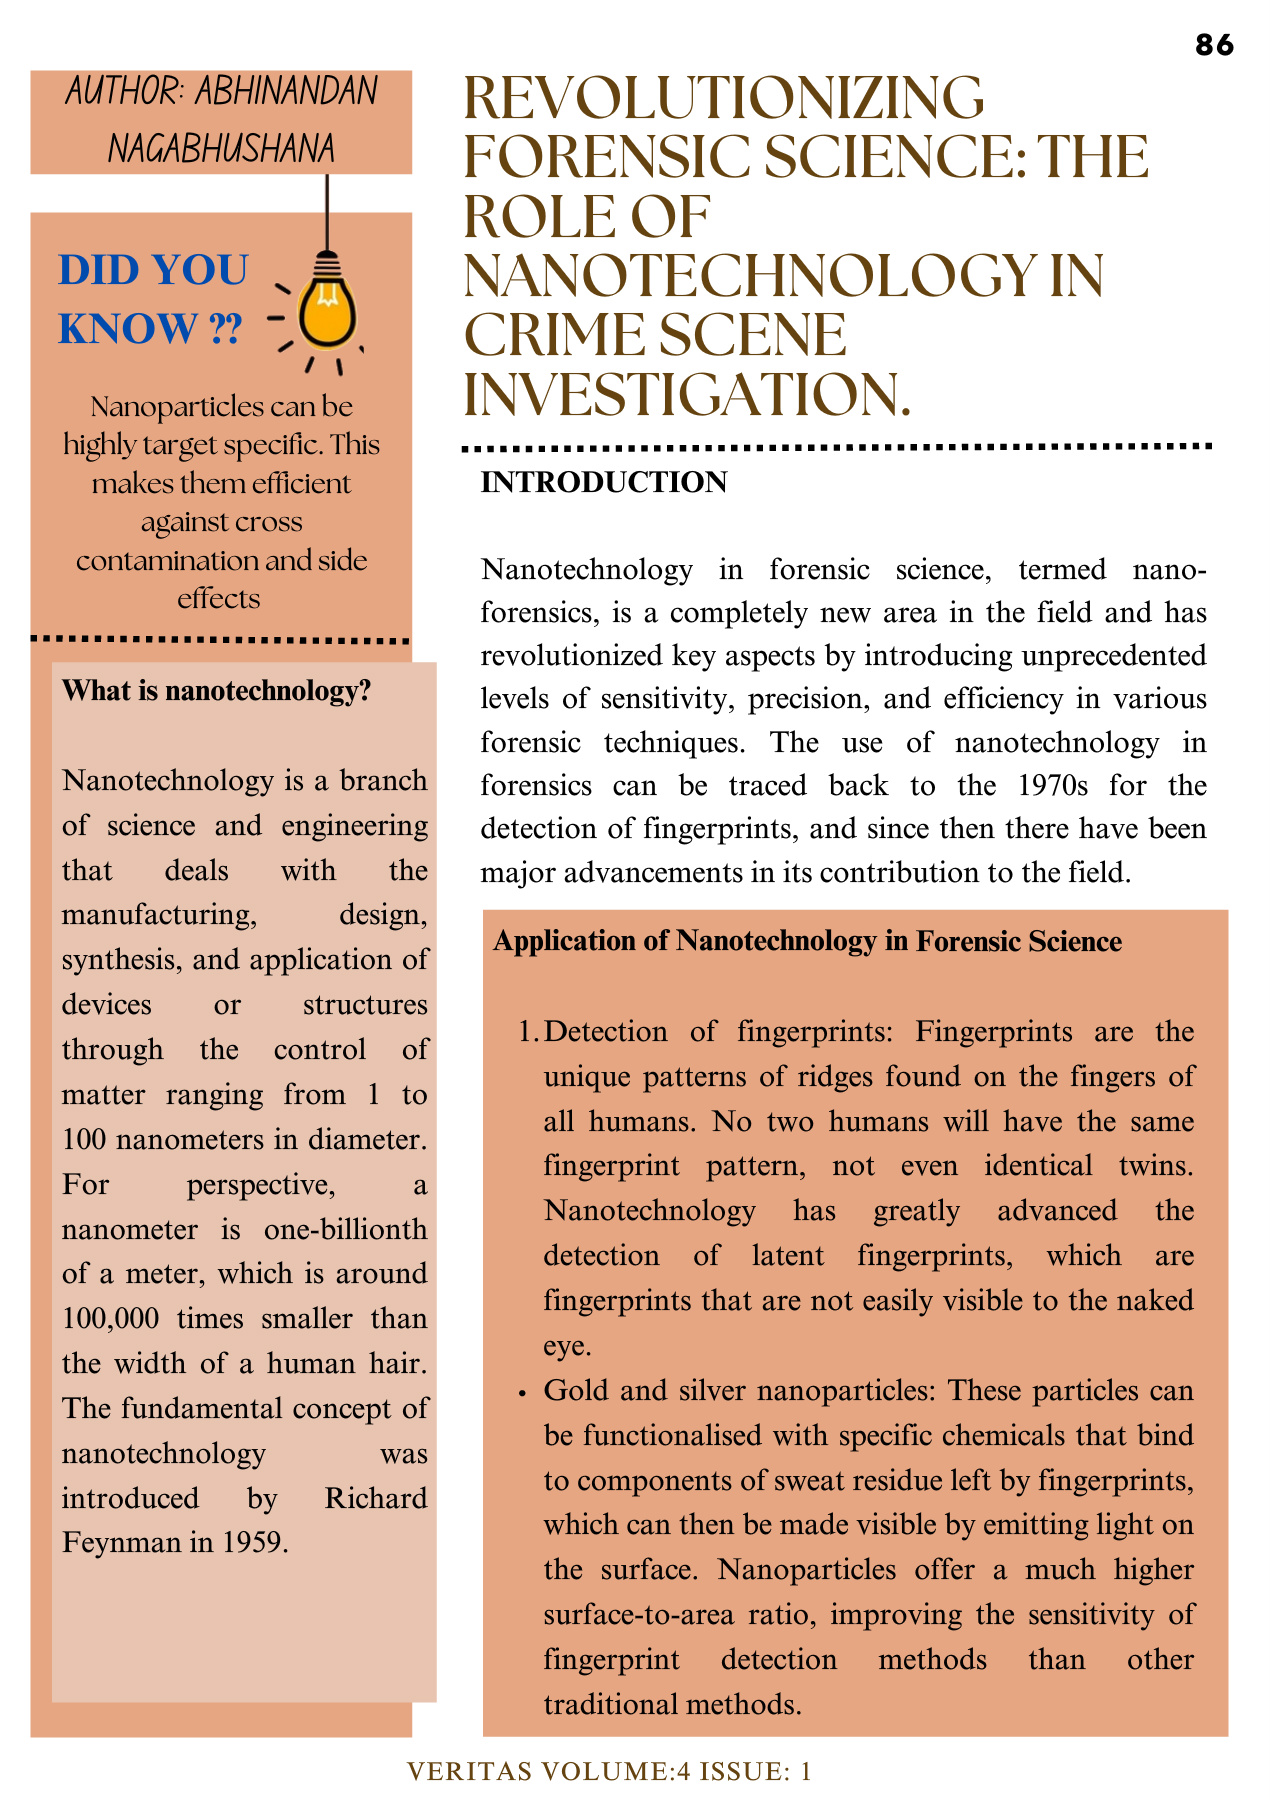 86
AUTHOR: ABHINANDAN
NAGABHUSHANA
DID YOU
KNOW ??
Nanoparticles can be
highly target specific. This
makes them efficient
against cross
contamination and side
effects
What is nanotechnology?
Nanotechnology is a branch
of science and engineering
that deals with the
manufacturing, design,
synthesis, and application of
devices or structures
through the control of
matter ranging from 1 to
100 nanometers in diameter.
For perspective, a
nanometer is one-billionth
of a meter, which is around
100,000 times smaller than
the width of a human hair.
The fundamental concept of
nanotechnology was
introduced by Richard
Feynman in 1959.
REVOLUTIONIZING
FORENSIC SCIENCE: THE
ROLE OF
NANOTECHNOLOGY IN
CRIME SCENE
INVESTIGATION.
INTRODUCTION
Nanotechnology in forensic science, termed nano-
forensics, is a completely new area in the field and has
revolutionized key aspects by introducing unprecedented
levels of sensitivity, precision, and efficiency in various
forensic techniques. The use of nanotechnology in
forensics can be traced back to the 1970s for the
detection of fingerprints, and since then there have been
major advancements in its contribution to the field.
Application of Nanotechnology in Forensic Science
1. Detection of fingerprints: Fingerprints are the
unique patterns of ridges found on the fingers of
all humans. No two humans will have the same
fingerprint pattern, not even identical twins.
Nanotechnology has greatly advanced the
detection of latent fingerprints, which are
fingerprints that are not easily visible to the naked
eye.
• Gold and silver nanoparticles: These particles can
be functionalised with specific chemicals that bind
to components of sweat residue left by fingerprints,
which can then be made visible by emitting light on
the surface. Nanoparticles offer a much higher
surface-to-area ratio, improving the sensitivity of
fingerprint detection methods than other
traditional methods.
VERITAS VOLUME:4 ISSUE: 1